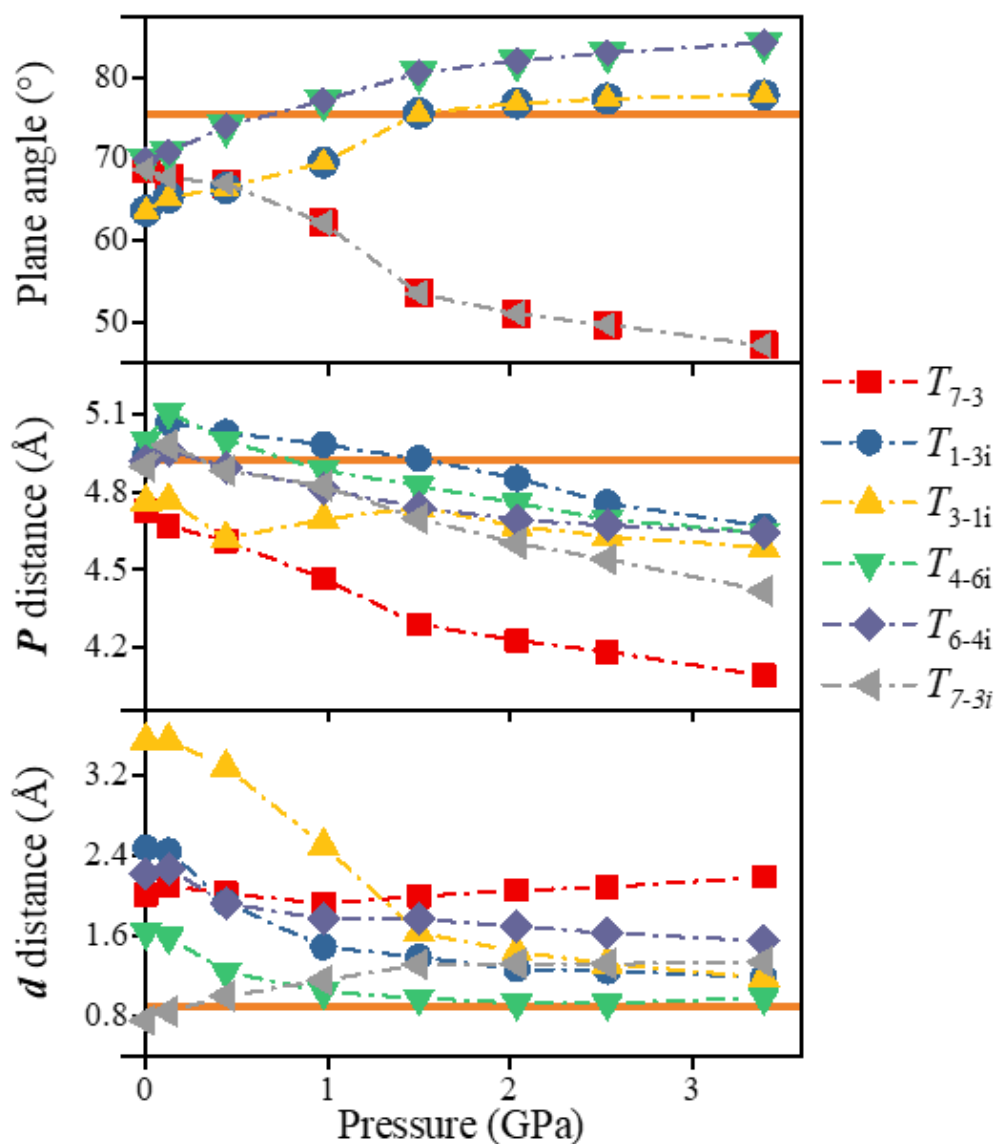 Plane angle (°)
80
70
60
50
P distance (Å)
5.1
4.8
4.5
4.2
d distance (Å)
3.2
2.4
1.6
0.8
0 1 2 3
Pressure (GPa)
T7-3
T1-3i
T3-1i
T4-6i
T6-4i
T7-3i